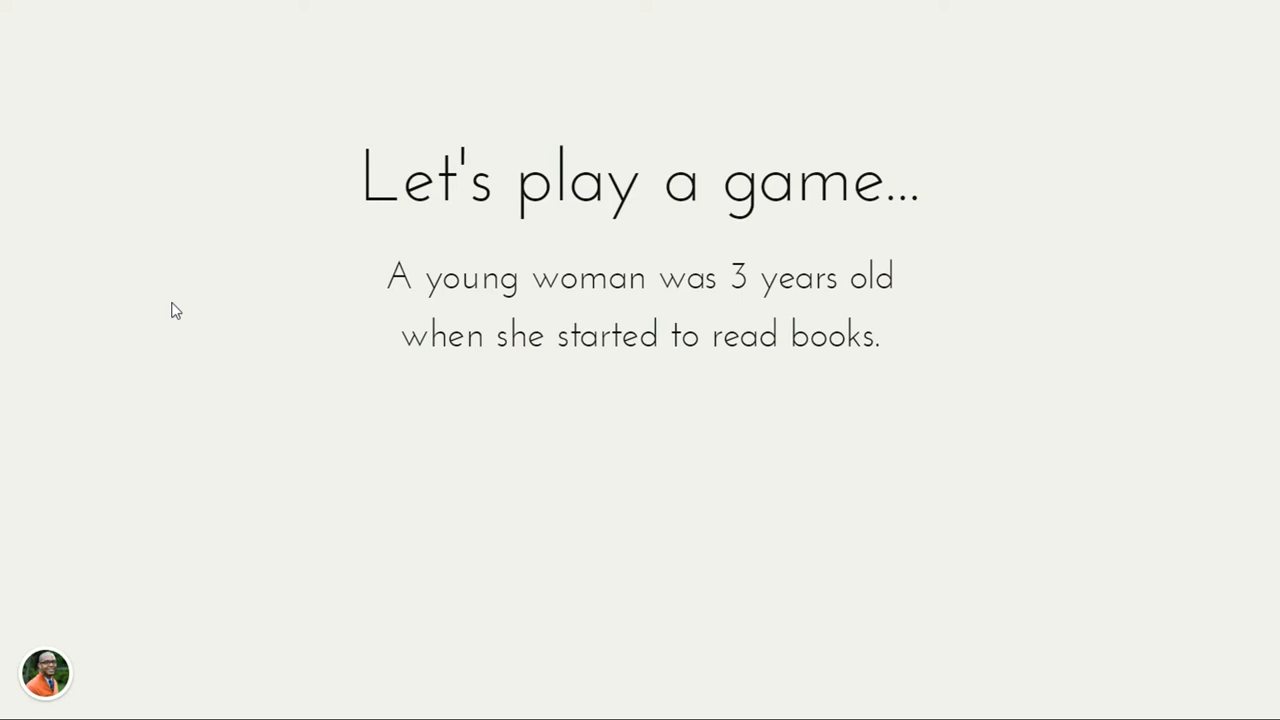 Let's play a game...
A young woman was 3 years old
when she started to read books.